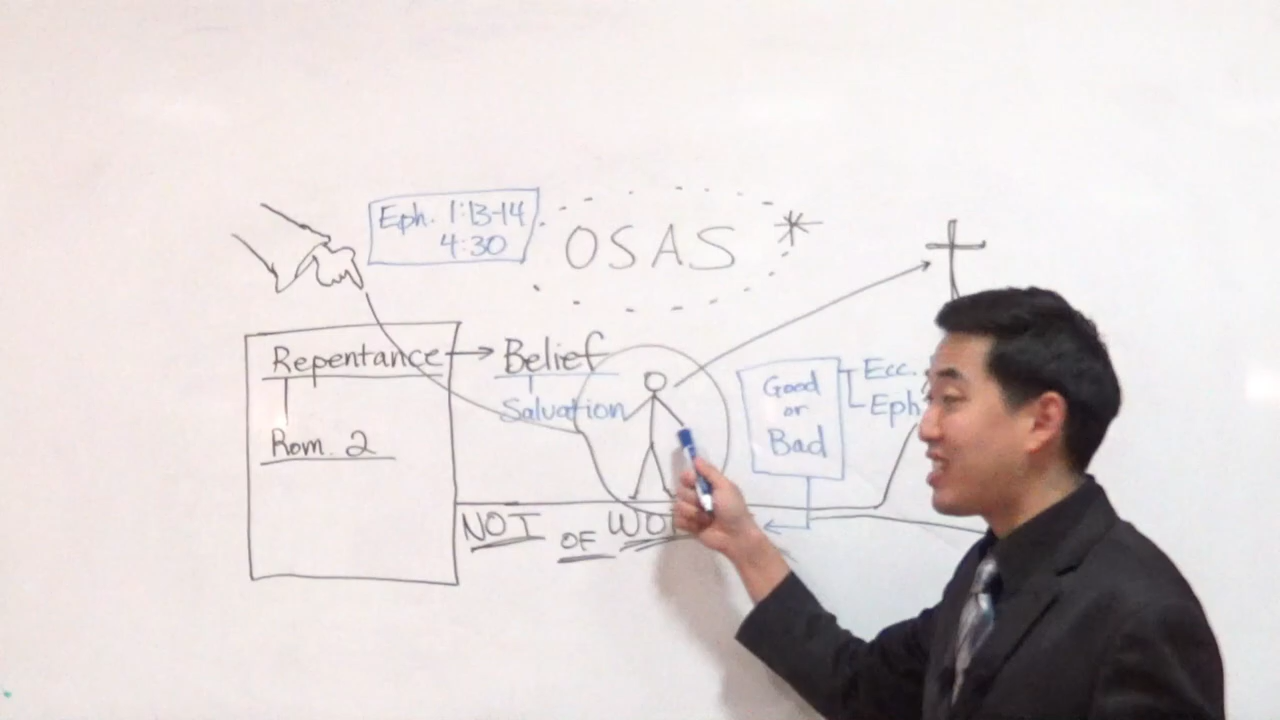 Eph. 1:13-14
4:30
OSAS
Repentance
Belief
Salvation
Rom. 2
Good
or
Bad
Ecc.
Eph
NOT OF